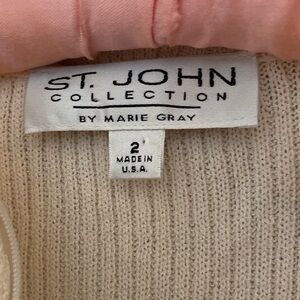 ST. JOHN
COLLECTION
BY MARIE GRAY
2
MADE IN
U.S.A.